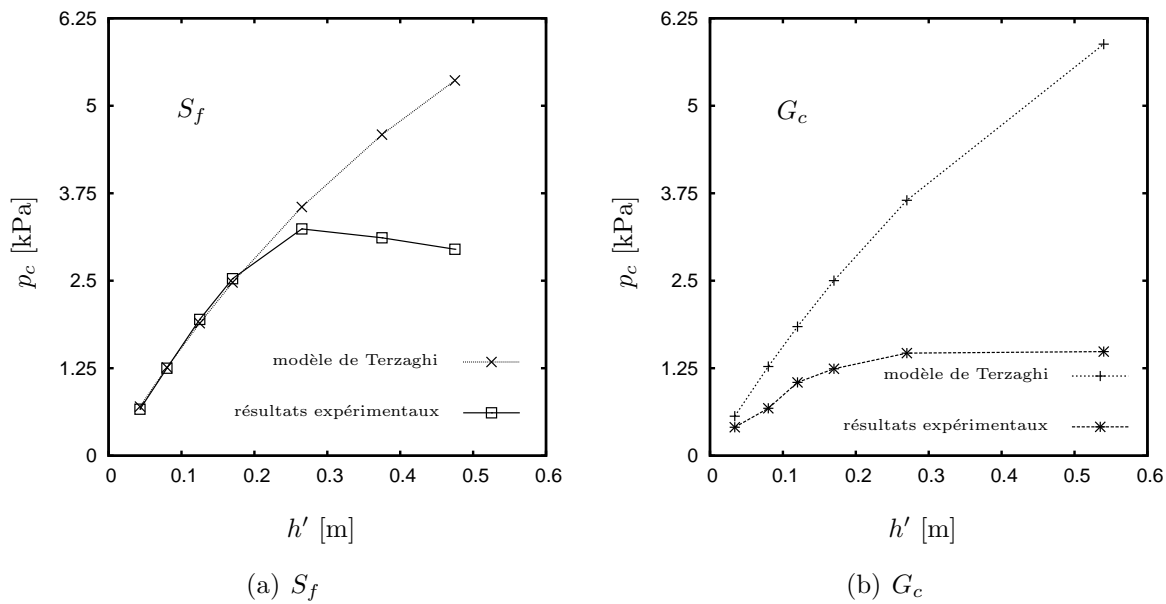 6.25
5
3.75
2.5
1.25
0
0
0.1
0.2
0.3
0.4
0.5
0.6
p_c [kPa]
h′ [m]
S_f
modèle de Terzaghi
résultats expérimentaux
(a) S_f
6.25
5
3.75
2.5
1.25
0
0
0.1
0.2
0.3
0.4
0.5
0.6
p_c [kPa]
h′ [m]
G_c
modèle de Terzaghi
résultats expérimentaux
(b) G_c